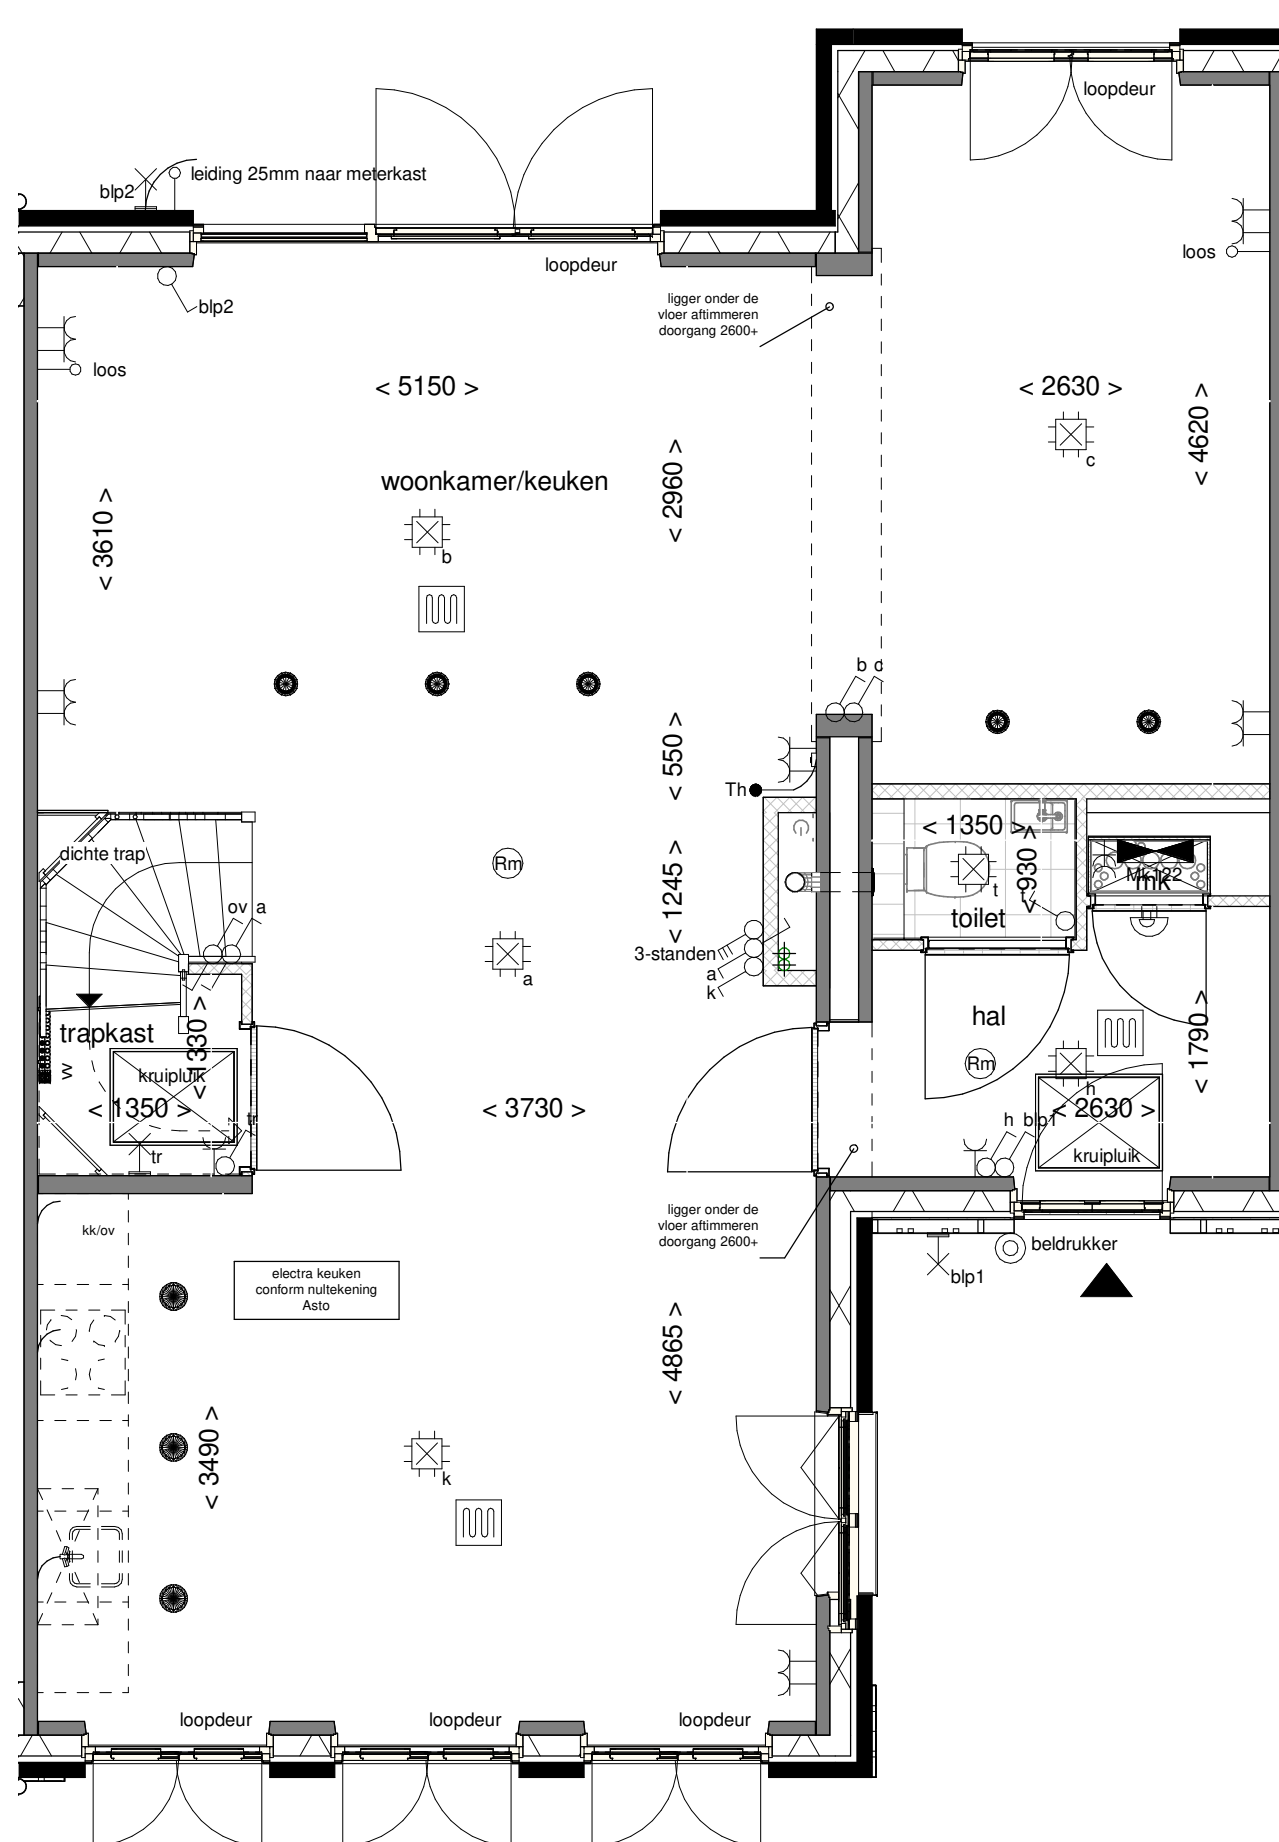 loopdeur
leiding 25mm naar meterkast
blp2
loos
loopdeur
blp2
ligger onder de
vloer aftimmeren
doorgang 2600+
loos
< 5150 >
< 2630 >
< 4620 >
c
woonkamer/keuken
< 2960 >
< 3610 >
b
b c
< 550 >
Th
< 1350 >
dichte trap
Rm
< 1245 >
< 930 >
t
t
Mk122
mk
toilet
ov a
3-standen
a
k
a
hal
trapkast
< 1330 >
Rm
< 1790 >
w
kruipluik
h
< 1350 >
< 3730 >
< 2630 >
tr
h blp1
tr
kruipluik
ligger onder de
vloer aftimmeren
doorgang 2600+
kk/ov
beldrukker
electra keuken
conform nultekening
Asto
blp1
< 4865 >
< 3490 >
k
loopdeur
loopdeur
loopdeur